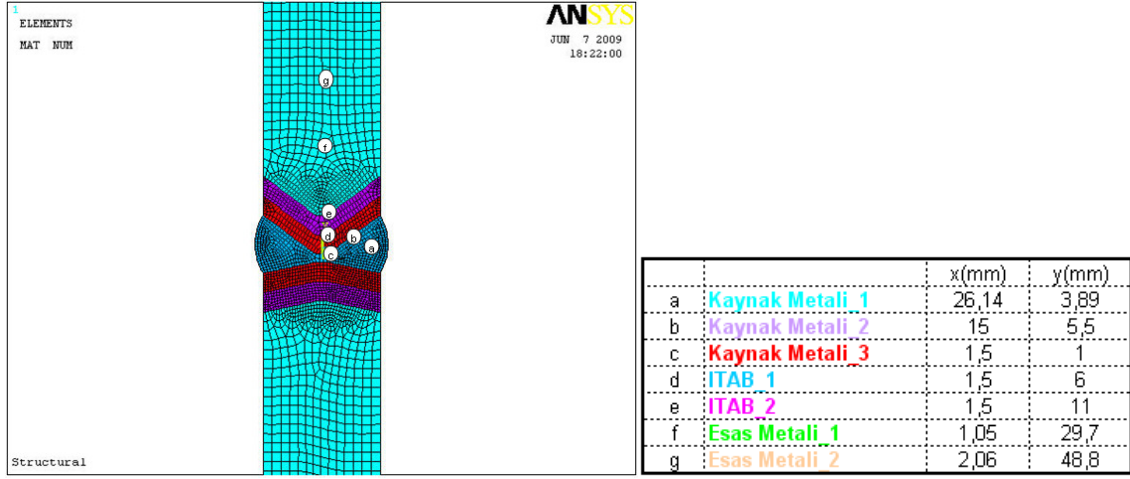 1
ELEMENTS
MAT NUM
ANSYS
JUN 7 2009
18:22:00
g
f
e
d
b
a
c
Structural
x(mm) y(mm)
a Kaynak Metali_1 26,14 3,89
b Kaynak Metali_2 15 5,5
c Kaynak Metali_3 1,5 1
d ITAB_1 1,5 6
e ITAB_2 1,5 11
f Esas Metali_1 1,05 29,7
g Esas Metali_2 2,06 48,8